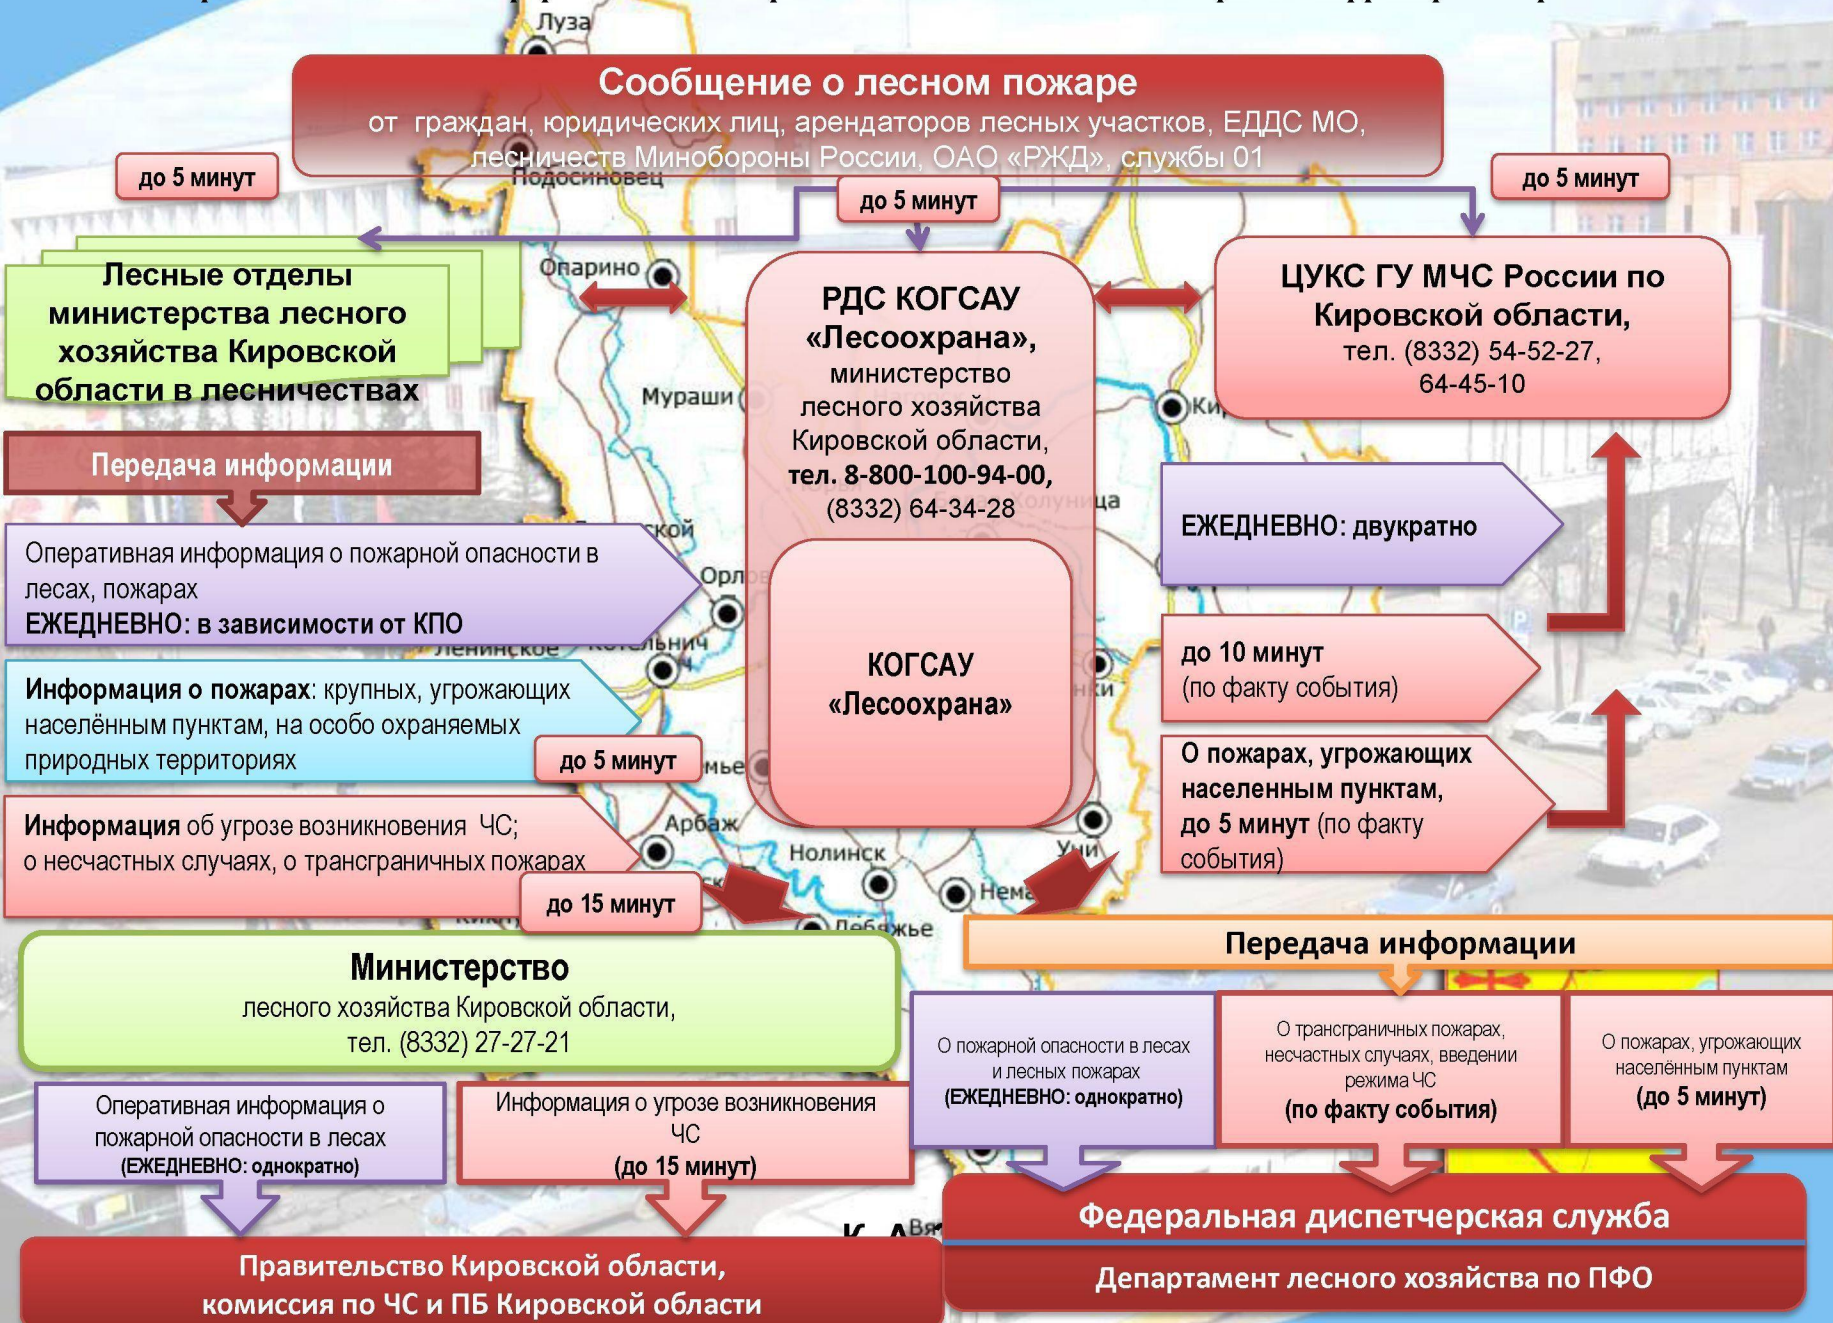 Луза
Сообщение о лесном пожаре
от граждан, юридических лиц, арендаторов лесных участков, ЕДДС МО,
лесничеств Минобороны России, ОАО «РЖД», службы 01
Подосиновец
до 5 минут
до 5 минут
до 5 минут
Лесные отделы
министерства лесного
хозяйства Кировской
области в лесничествах
Опарино
Мураши
РДС КОГСАУ
«Лесоохрана»,
министерство
лесного хозяйства
Кировской области,
тел. 8-800-100-94-00,
(8332) 64-34-28
КОГСАУ
«Лесоохрана»
ЦУКС ГУ МЧС России по
Кировской области,
тел. (8332) 54-52-27,
64-45-10
Передача информации
Оперативная информация о пожарной опасности в
лесах, пожарах
ЕЖЕДНЕВНО: в зависимости от КПО
Ленинское
Информация о пожарах: крупных, угрожающих
населённым пунктам, на особо охраняемых
природных территориях
до 5 минут
Информация об угрозе возникновения ЧС;
о несчастных случаях, о трансграничных пожарах
до 15 минут
Арбаж
Нолинск
Уни
Лебяжье
ЕЖЕДНЕВНО: двукратно
до 10 минут
(по факту события)
О пожарах, угрожающих
населенным пунктам,
до 5 минут (по факту
события)
Министерство
лесного хозяйства Кировской области,
тел. (8332) 27-27-21
Оперативная информация о
пожарной опасности в лесах
(ЕЖЕДНЕВНО: однократно)
Информация о угрозе возникновения
ЧС
(до 15 минут)
Правительство Кировской области,
комиссия по ЧС и ПБ Кировской области
Передача информации
О пожарной опасности в лесах
и лесных пожарах
(ЕЖЕДНЕВНО: однократно)
О трансграничных пожарах,
несчастных случаях, введении
режима ЧС
(по факту события)
О пожарах, угрожающих
населённым пунктам
(до 5 минут)
Федеральная диспетчерская служба
Департамент лесного хозяйства по ПФО